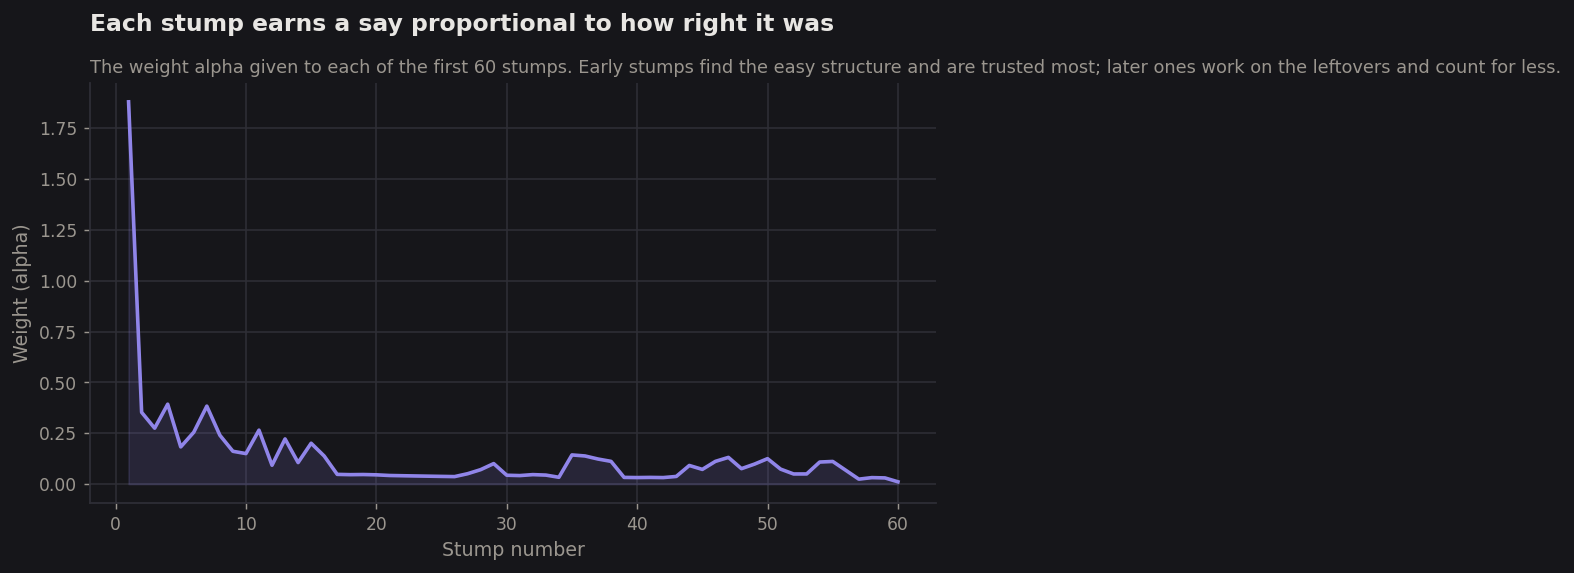 Each stump earns a say proportional to how right it was
The weight alpha given to each of the first 60 stumps. Early stumps find the easy structure and are trusted most; later ones work on the leftovers and count for less.
Weight (alpha)
1.75
1.50
1.25
1.00
0.75
0.50
0.25
0.00
0 10 20 30 40 50 60
Stump number